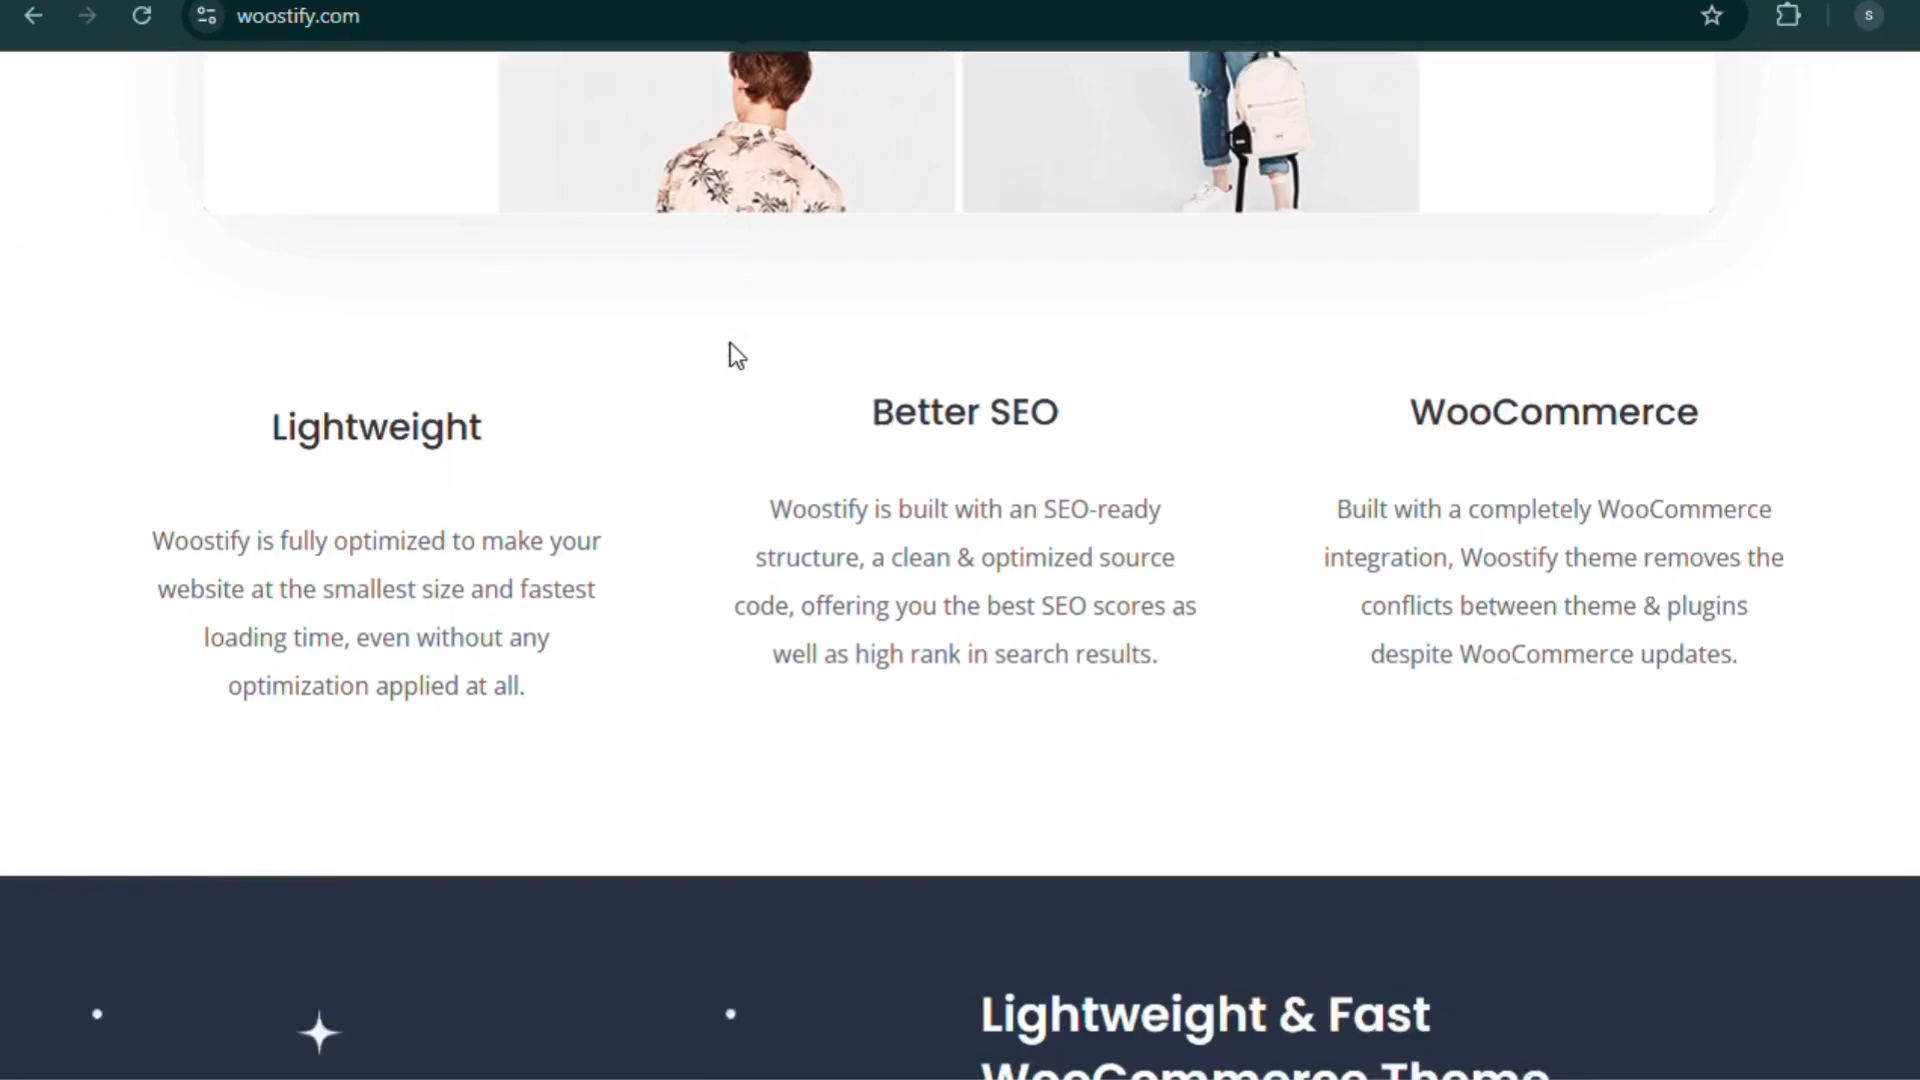 woostify.com
s
Lightweight
Woostify is fully optimized to make your
website at the smallest size and fastest
loading time, even without any
optimization applied at all.
Better SEO
Woostify is built with an SEO-ready
structure, a clean & optimized source
code, offering you the best SEO scores as
well as high rank in search results.
WooCommerce
Built with a completely WooCommerce
integration, Woostify theme removes the
conflicts between theme & plugins
despite WooCommerce updates.
Lightweight & Fast
WooCommerce Theme